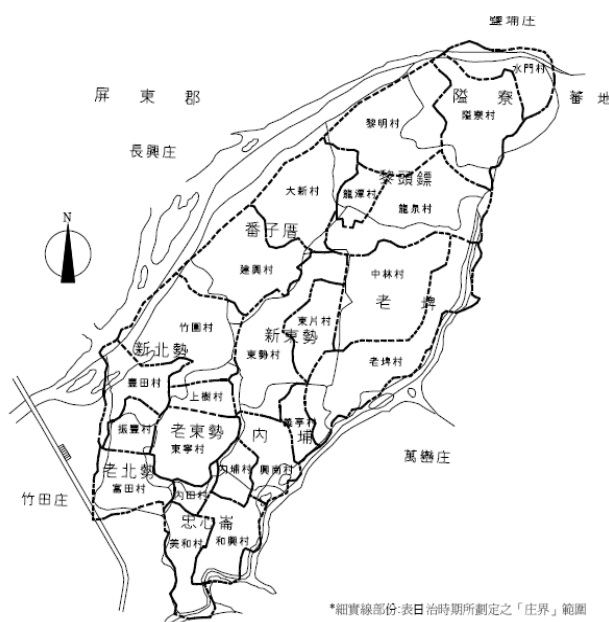 鹽埔庄
水門村
屏東郡
隘寮
蕃地
隘寮村
黎明村
長興庄
黎頭鏢
大新村
龍潭村
龍泉村
番子厝
N
建興村
中林村
老埤
竹圍村
東片村
新東勢
東勢村
新北勢
老埤村
豐田村
上樹村
振豐村
老東勢
內埔
東寧村
萬巒庄
老北勢
內埔村
興南村
富田村
內田村
竹田庄
忠心崙
美和村
和興村
*細實線部份:表日治時期所劃定之「庄界」範圍